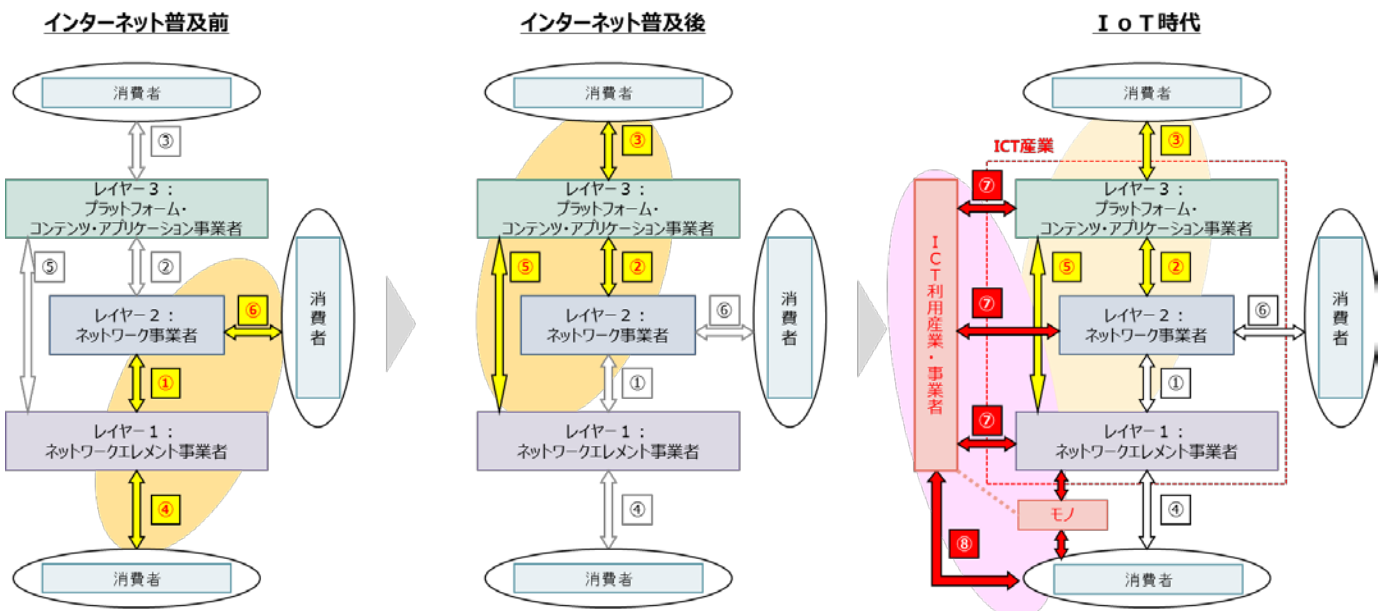 インターネット普及前
消費者
③
レイヤー3：
プラットフォーム・
コンテンツ・アプリケーション事業者
⑤
②
レイヤー2：
ネットワーク事業者
⑥
消費者
①
レイヤー1：
ネットワークエレメント事業者
④
消費者
インターネット普及後
消費者
③
レイヤー3：
プラットフォーム・
コンテンツ・アプリケーション事業者
⑤
②
レイヤー2：
ネットワーク事業者
⑥
消費者
①
レイヤー1：
ネットワークエレメント事業者
④
消費者
ＩｏＴ時代
消費者
③
ICT産業
⑦
レイヤー3：
プラットフォーム・
コンテンツ・アプリケーション事業者
ＩＣＴ利用産業・事業者
⑤
②
⑦
レイヤー2：
ネットワーク事業者
⑥
消費者
①
⑦
レイヤー1：
ネットワークエレメント事業者
モノ
④
⑧
消費者